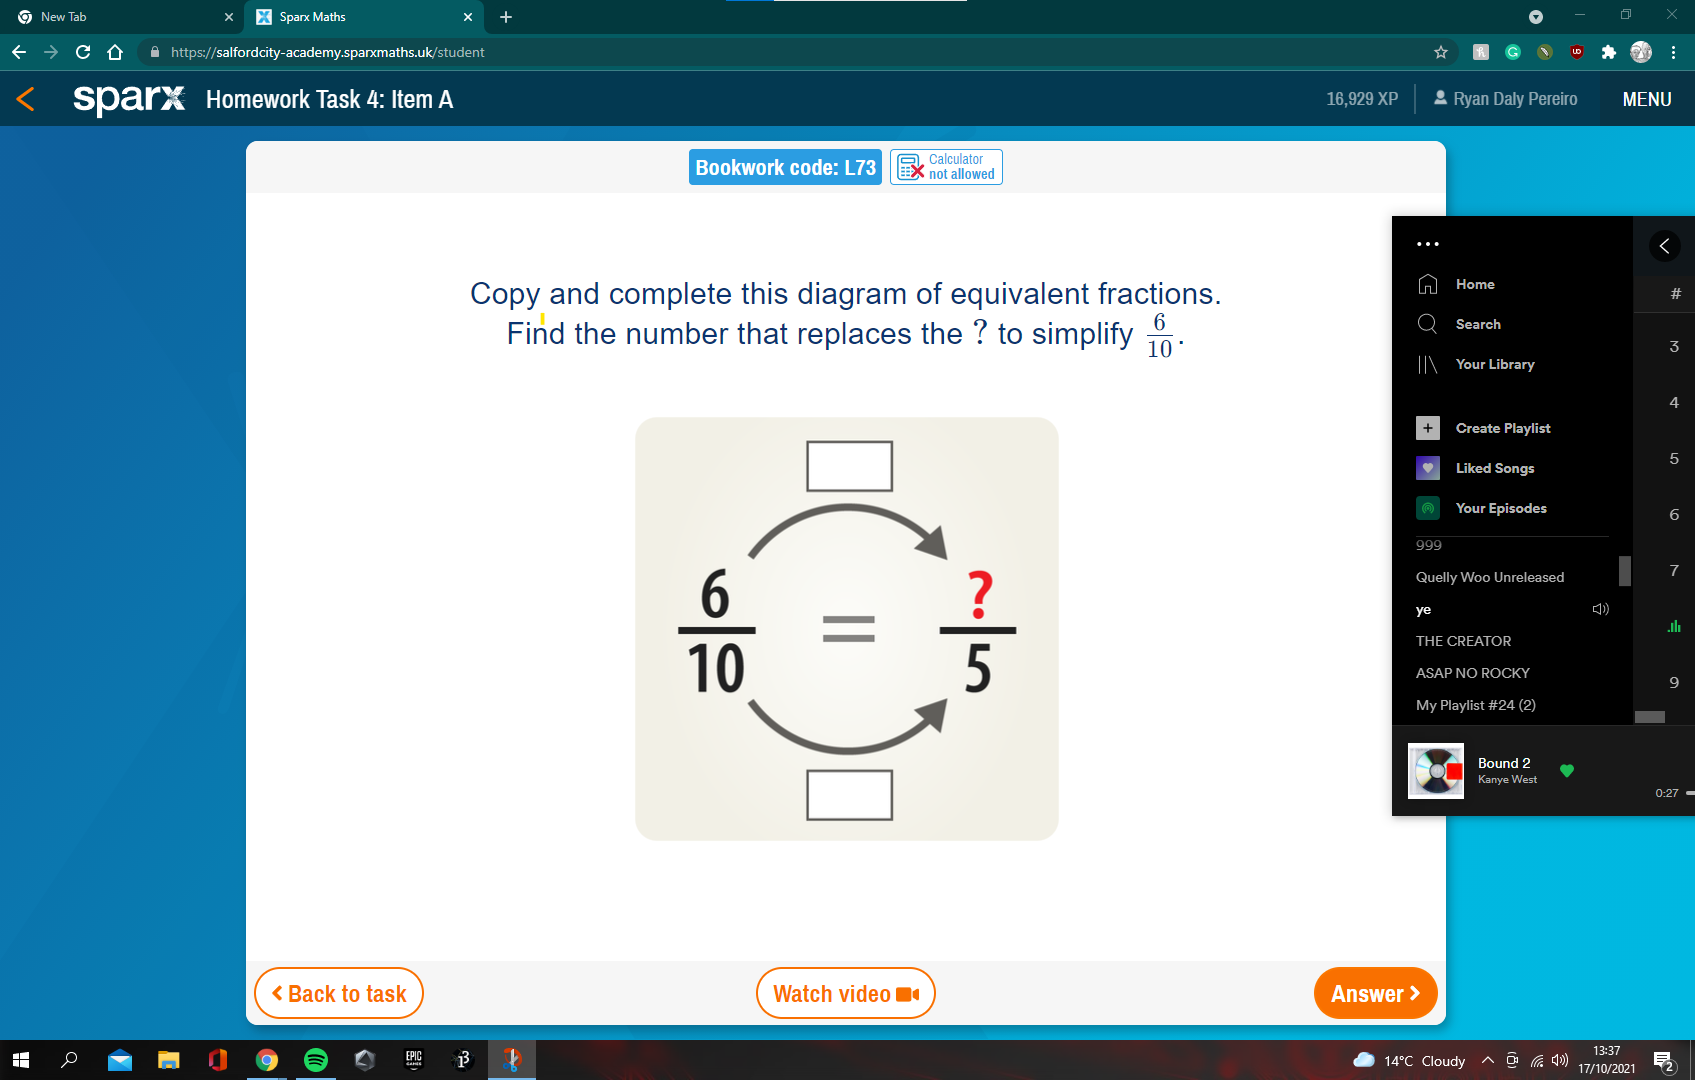 New Tab
Sparx Maths
https://salfordcity-academy.sparxmaths.uk/student
sparx
Homework Task 4: Item A
16,929 XP
Ryan Daly Pereiro
MENU
Bookwork code: L73
Calculator
not allowed
Copy and complete this diagram of equivalent fractions.
Find the number that replaces the ? to simplify 6/10.
6
10
=
?
5
Home
Search
Your Library
Create Playlist
Liked Songs
Your Episodes
999
Quelly Woo Unreleased
ye
THE CREATOR
ASAP NO ROCKY
My Playlist #24 (2)
#
3
4
5
6
7
9
Bound 2
Kanye West
0:27
Back to task
Watch video
Answer
EPIC
GAMES
14°C Cloudy
13:37
17/10/2021
2